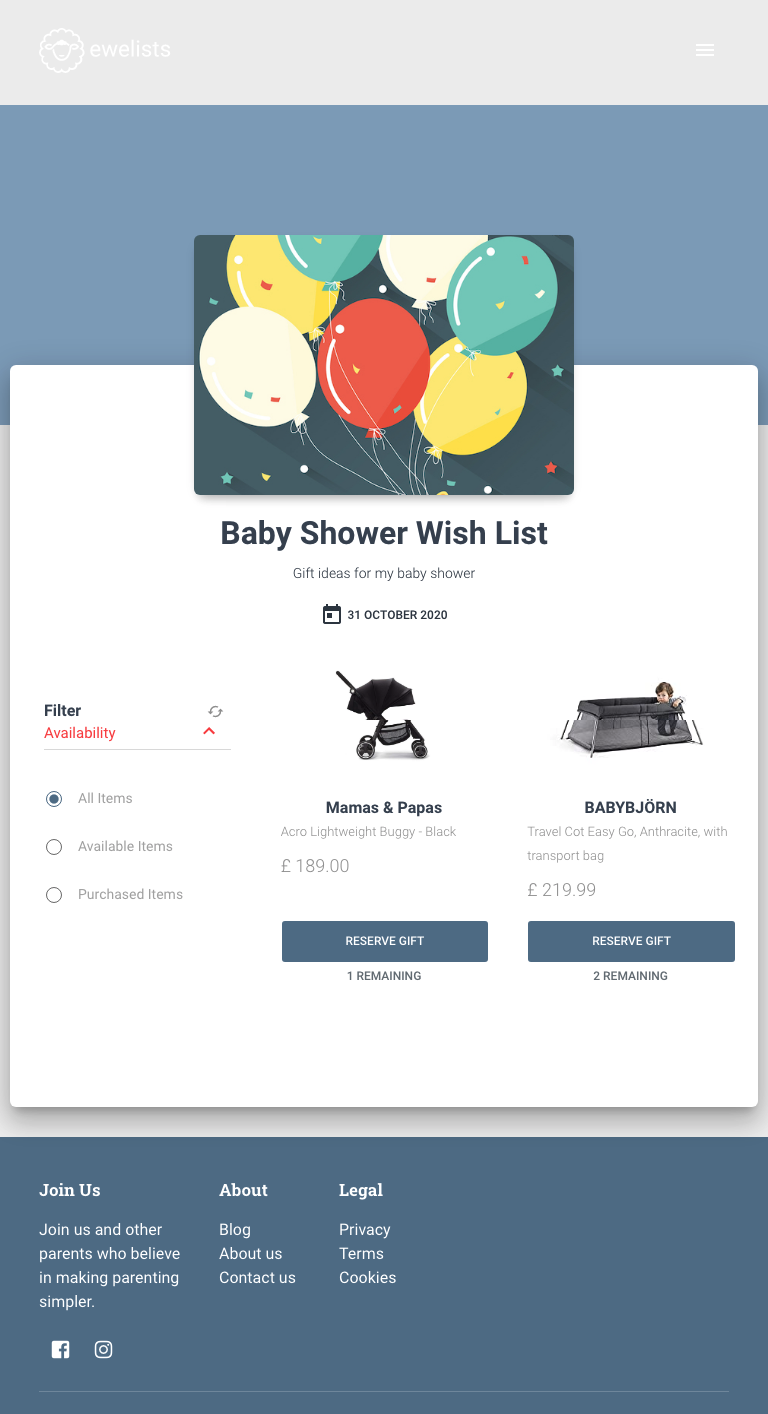 ewelists
Baby Shower Wish List
Gift ideas for my baby shower
31 OCTOBER 2020
Filter
Availability
All Items
Available Items
Purchased Items
Mamas & Papas
Acro Lightweight Buggy - Black
£ 189.00
RESERVE GIFT
1 REMAINING
BABYBJÖRN
Travel Cot Easy Go, Anthracite, with
transport bag
£ 219.99
RESERVE GIFT
2 REMAINING
Join Us
Join us and other
parents who believe
in making parenting
simpler.
About
Blog
About us
Contact us
Legal
Privacy
Terms
Cookies